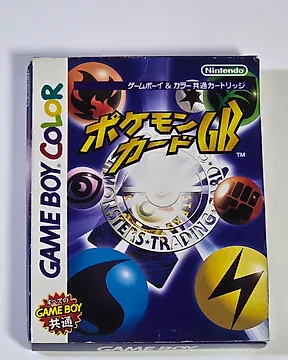 Nintendo
ゲームボーイ & カラー共通カートリッジ
ポケモン
カードGB
TM
GAME BOY COLOR
MONSTERS★TRADING
すべての
GAME BOY
共通